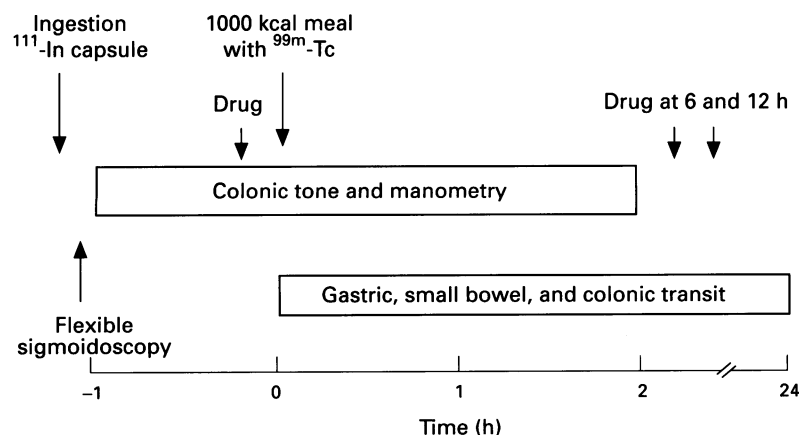 Ingestion
111-In capsule
1000 kcal meal
with 99m-Tc
Drug
Drug at 6 and 12 h
Colonic tone and manometry
Gastric, small bowel, and colonic transit
Flexible
sigmoidoscopy
–1
0
1
2
24
Time (h)